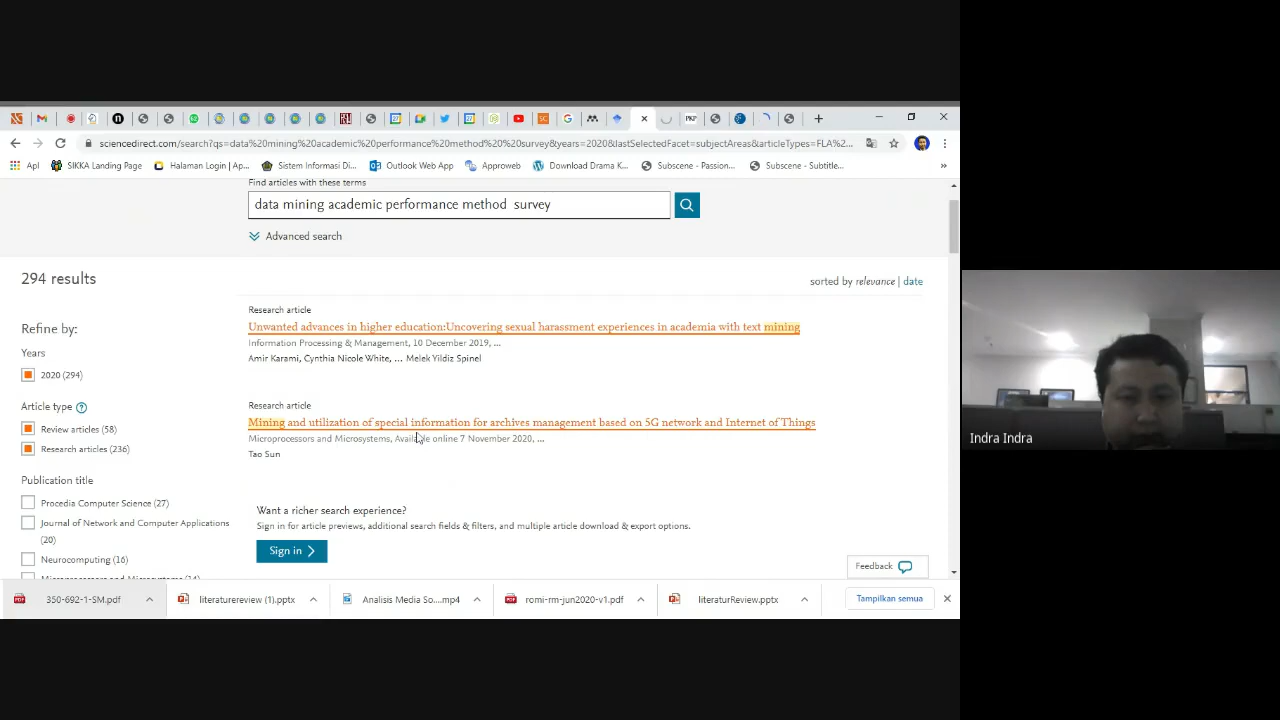 sciencedirect.com/search?qs=data%20mining%20academic%20performance%20method%20%20survey&years=2020&lastSelectedFacet=subjectAreas&articleTypes=FLA%2...
Apl SIKKA Landing Page Halaman Login | Ap... Sistem Informasi Di... Outlook Web App Approweb Download Drama K... Subscene - Passion... Subscene - Subtitle... »
Find articles with these terms
data mining academic performance method  survey
Advanced search
294 results
sorted by relevance | date
Research article
Unwanted advances in higher education:Uncovering sexual harassment experiences in academia with text mining
Information Processing & Management, 10 December 2019, ...
Amir Karami, Cynthia Nicole White, ... Melek Yildiz Spinel
Refine by:
Years
2020 (294)
Article type ?
Review articles (58)
Research articles (236)
Publication title
Procedia Computer Science (27)
Journal of Network and Computer Applications
(20)
Neurocomputing (16)
Microprocessors and Microsystems (14)
Research article
Mining and utilization of special information for archives management based on 5G network and Internet of Things
Microprocessors and Microsystems, Available online 7 November 2020, ...
Tao Sun
Want a richer search experience?
Sign in for article previews, additional search fields & filters, and multiple article download & export options.
Sign in
Feedback
350-692-1-SM.pdf literaturereview (1).pptx Analisis Media So....mp4 romi-rm-jun2020-v1.pdf literaturReview.pptx Tampilkan semua
Indra Indra